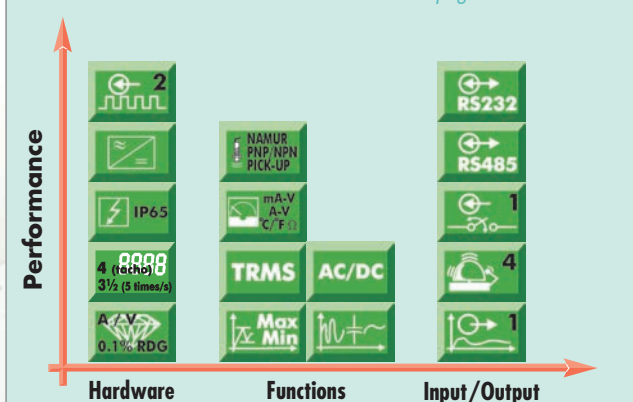 Performance
2
RS232
NAMUR
PNP/NPN
PICK-UP
RS485
IP65
mA-V
A-V
°C/°F Ω
1
8888
4 (tacho)
3½ (5 times/s)
TRMS
AC/DC
4
A / V
0.1% RDG
Max
Min
1
Hardware
Functions
Input/Output